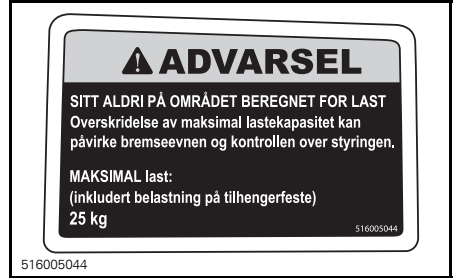 ADVARSEL
SITT ALDRI PÅ OMRÅDET BEREGNET FOR LAST
Overskridelse av maksimal lastekapasitet kan
påvirke bremseevnen og kontrollen over styringen.
MAKSIMAL last:
(inkludert belastning på tilhengerfeste)
25 kg
516005044
516005044